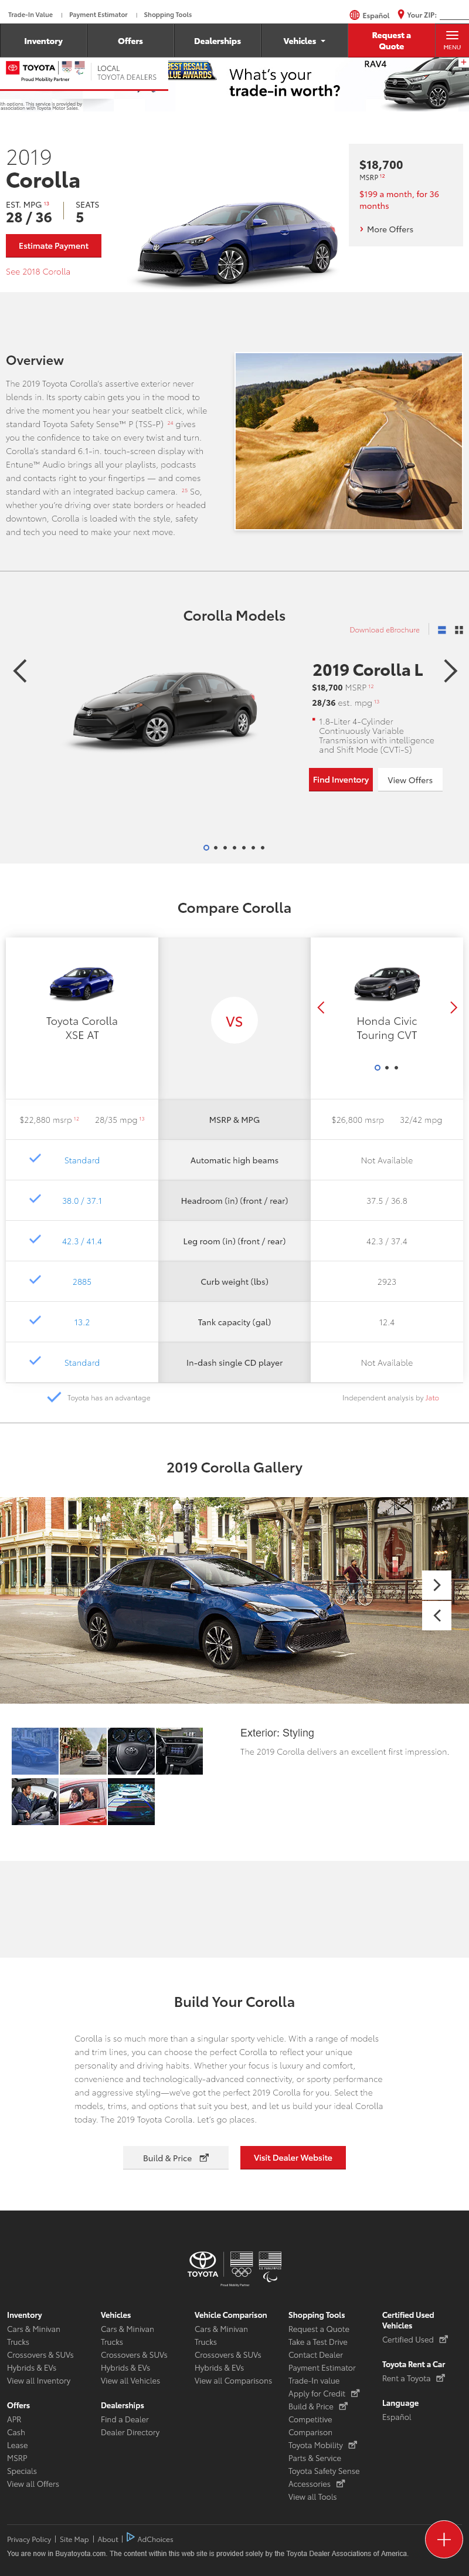 Trade-In Value | Payment Estimator | Shopping Tools
Español Your ZIP:
Inventory Offers Dealerships Vehicles Request a Quote MENU
TOYOTA LOCAL TOYOTA DEALERS
Proud Mobility Partner
BEST RESALE
VALUE AWARDS
What's your
trade-in worth?
RAV4
with options. This service is provided by
association with Toyota Motor Sales.
2019
Corolla
EST. MPG 13 SEATS
28 / 36 5
Estimate Payment
See 2018 Corolla
$18,700
MSRP 12
$199 a month, for 36
months
More Offers
Overview
The 2019 Toyota Corolla's assertive exterior never
blends in. Its sporty cabin gets you in the mood to
drive the moment you hear your seatbelt click, while
standard Toyota Safety Sense™ P (TSS-P) 24 gives
you the confidence to take on every twist and turn.
Corolla's standard 6.1-in. touch-screen display with
Entune™ Audio brings all your playlists, podcasts
and contacts right to your fingertips — and comes
standard with an integrated backup camera. 25 So,
whether you're driving over state borders or headed
downtown, Corolla is loaded with the style, safety
and tech you need to make your next move.
Corolla Models
Download eBrochure
2019 Corolla L
$18,700 MSRP 12
28/36 est. mpg 13
1.8-Liter 4-Cylinder
Continuously Variable
Transmission with intelligence
and Shift Mode (CVTi-S)
Find Inventory View Offers
Compare Corolla
Toyota Corolla
XSE AT
VS
Honda Civic
Touring CVT
$22,880 msrp 12 28/35 mpg 13 MSRP & MPG $26,800 msrp 32/42 mpg
Standard Automatic high beams Not Available
38.0 / 37.1 Headroom (in) (front / rear) 37.5 / 36.8
42.3 / 41.4 Leg room (in) (front / rear) 42.3 / 37.4
2885 Curb weight (lbs) 2923
13.2 Tank capacity (gal) 12.4
Standard In-dash single CD player Not Available
Toyota has an advantage Independent analysis by Jato
2019 Corolla Gallery
Exterior: Styling
The 2019 Corolla delivers an excellent first impression.
Build Your Corolla
Corolla is so much more than a singular sporty vehicle. With a range of models
and trim lines, you can choose the perfect Corolla to reflect your unique
personality and driving habits. Whether your focus is luxury and comfort,
convenience and technologically-advanced connectivity, or sporty performance
and aggressive styling—we've got the perfect 2019 Corolla for you. Select the
models, trims, and options that suit you best, and let us build your ideal Corolla
today. The 2019 Toyota Corolla. Let's go places.
Build & Price Visit Dealer Website
TOYOTA
Proud Mobility Partner
Inventory
Cars & Minivan
Trucks
Crossovers & SUVs
Hybrids & EVs
View all Inventory
Offers
APR
Cash
Lease
MSRP
Specials
View all Offers
Vehicles
Cars & Minivan
Trucks
Crossovers & SUVs
Hybrids & EVs
View all Vehicles
Dealerships
Find a Dealer
Dealer Directory
Vehicle Comparison
Cars & Minivan
Trucks
Crossovers & SUVs
Hybrids & EVs
View all Comparisons
Shopping Tools
Request a Quote
Take a Test Drive
Contact Dealer
Payment Estimator
Trade-In value
Apply for Credit
Build & Price
Competitive
Comparison
Toyota Mobility
Parts & Service
Toyota Safety Sense
Accessories
View all Tools
Certified Used
Vehicles
Certified Used
Toyota Rent a Car
Rent a Toyota
Language
Español
Privacy Policy | Site Map | About | AdChoices
You are now in Buyatoyota.com. The content within this web site is provided solely by the Toyota Dealer Associations of America.